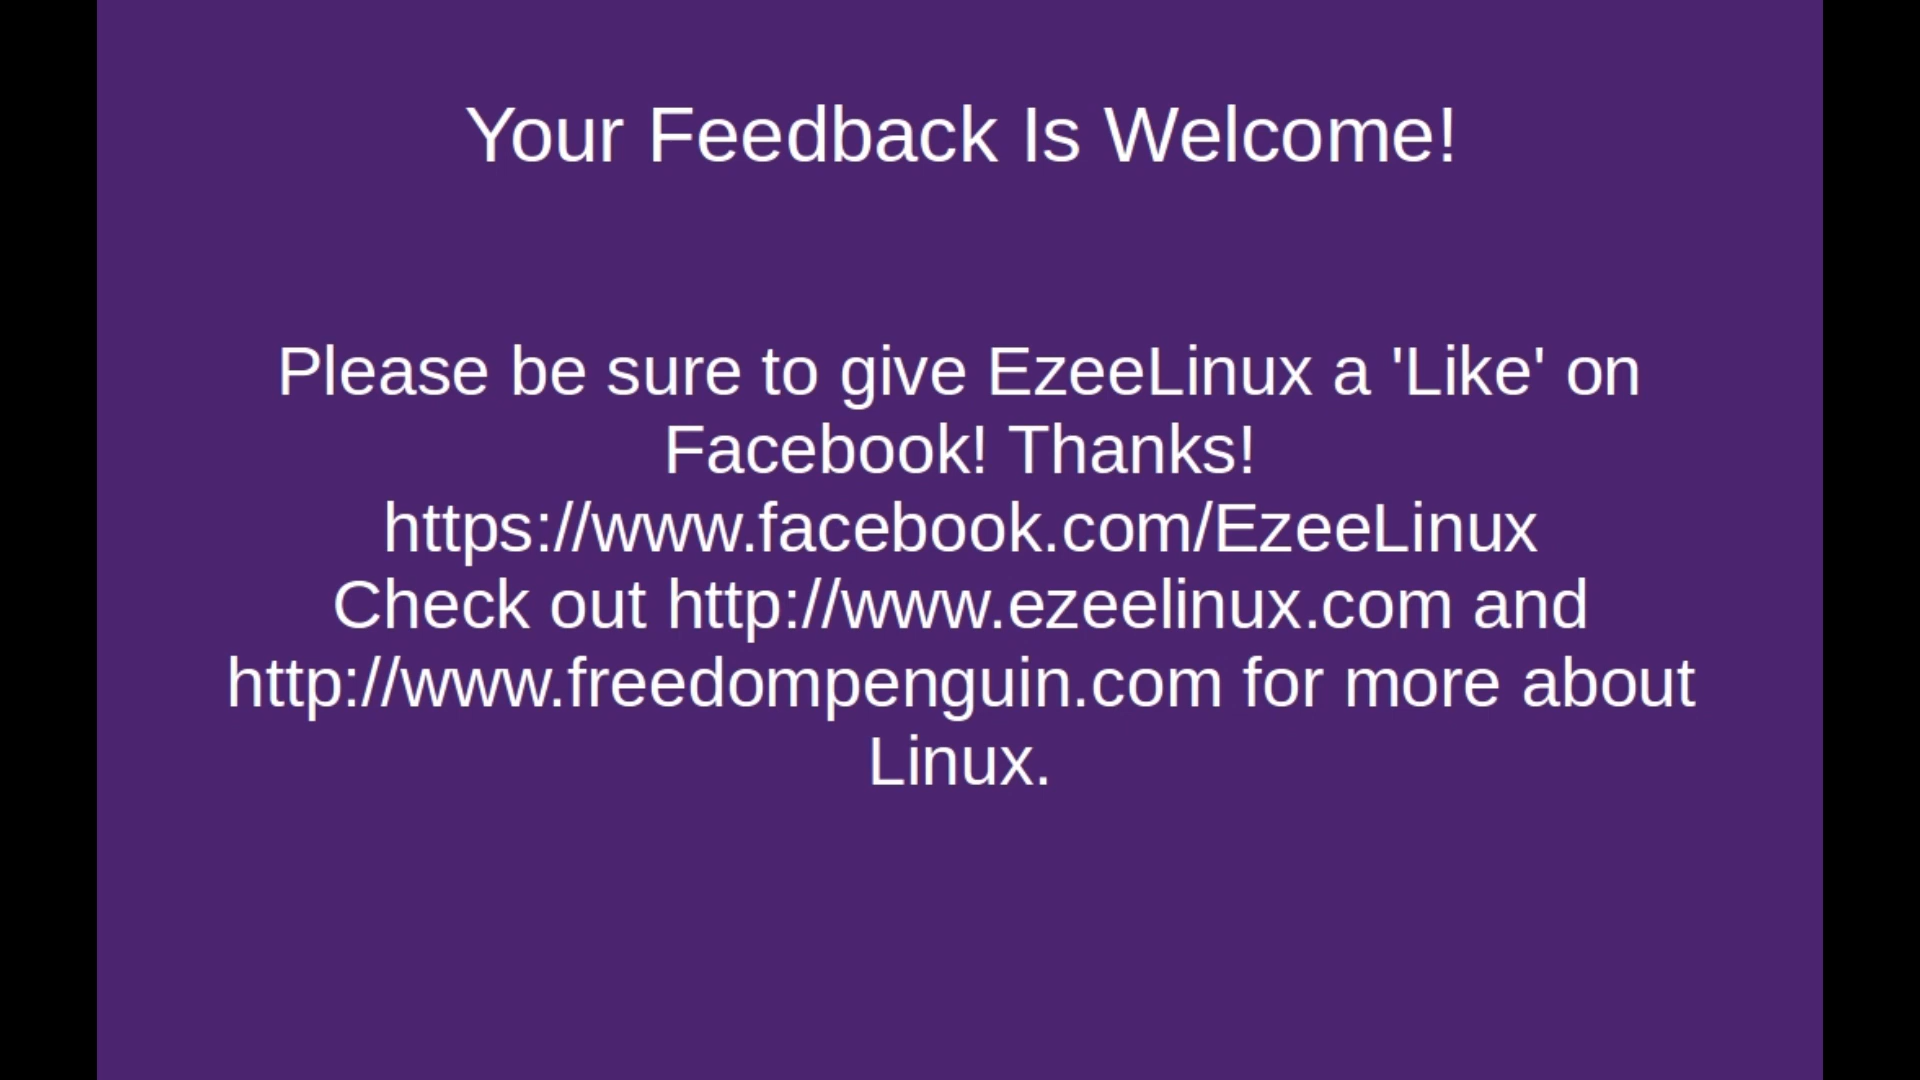 Your Feedback Is Welcome!
Please be sure to give EzeeLinux a 'Like' on
Facebook! Thanks!
https://www.facebook.com/EzeeLinux
Check out http://www.ezeelinux.com and
http://www.freedompenguin.com for more about
Linux.